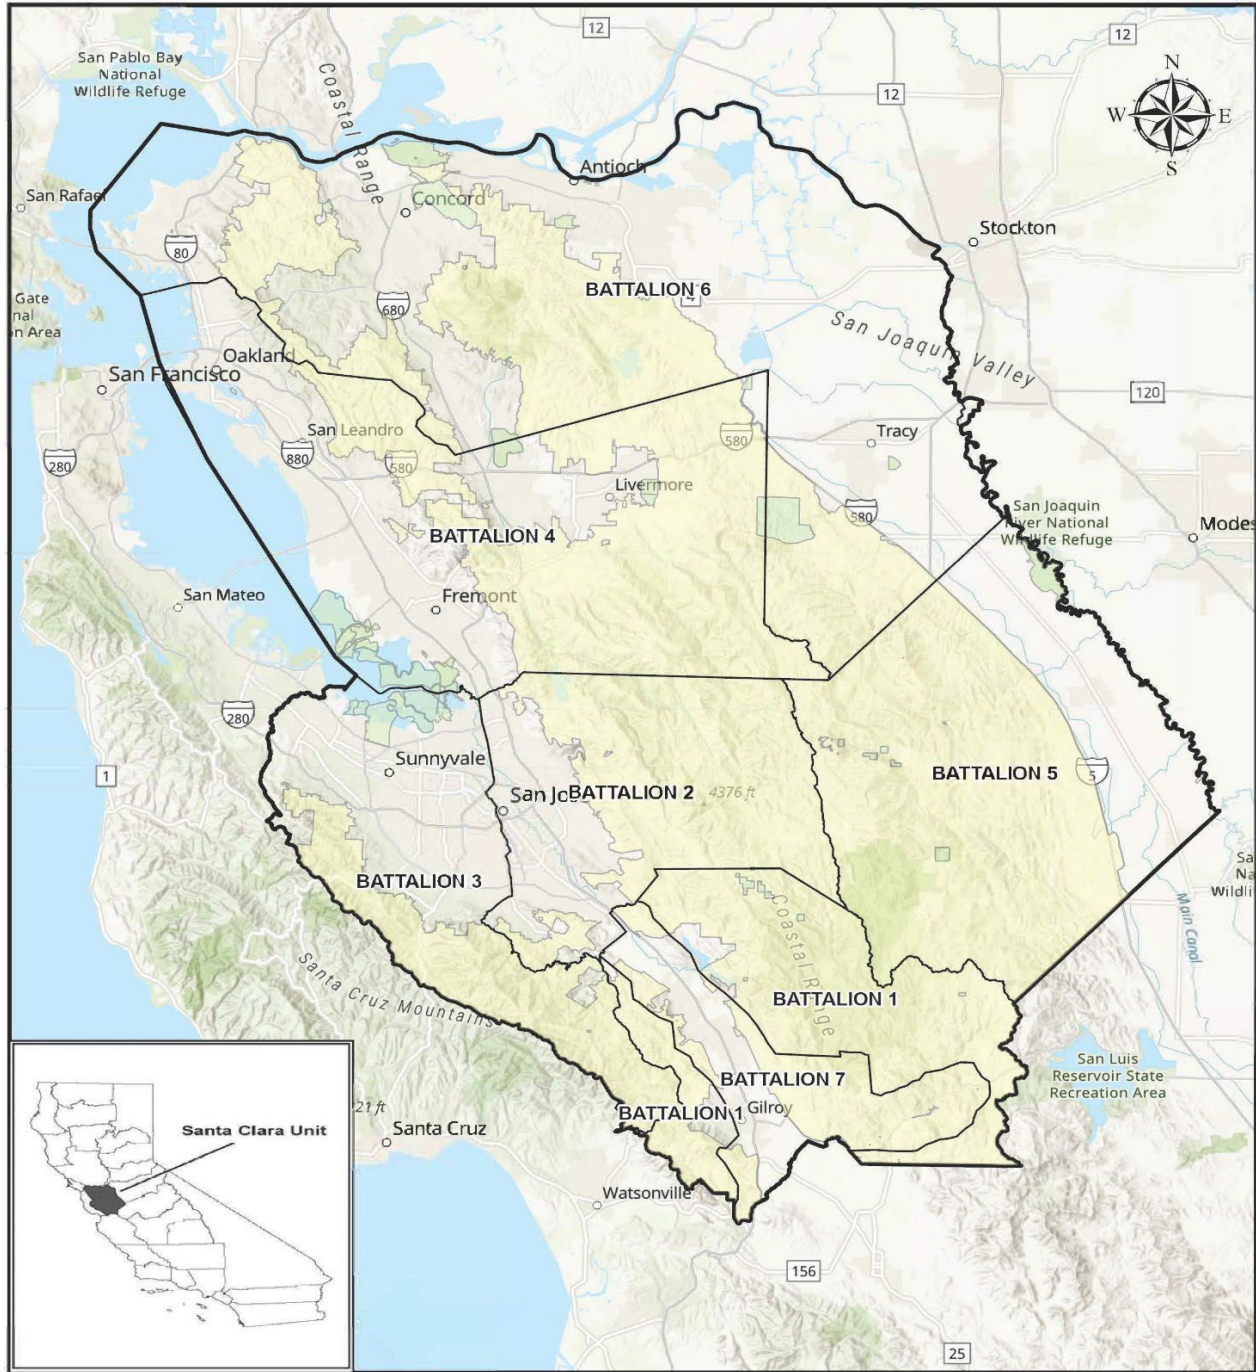 12
12
San Pablo Bay
National
Wildlife Refuge
Coastal Range
N
12
W
E
S
Antioch
San Rafael
Concord
Stockton
80
BATTALION 6
4
Gate
nal
n Area
680
San Joaquin Valley
Oakland
San Francisco
120
San Leandro
Tracy
580
880
280
580
Livermore
580
San Joaquin
River National
Wildlife Refuge
BATTALION 4
Modes
San Mateo
Fremont
280
Sunnyvale
BATTALION 5
5
1
San Jos
BATTALION 2
4376 ft
BATTALION 3
Sa
Na
Wildli
Main Canal
Coastal Range
Santa Cruz Mountains
BATTALION 1
San Luis
Reservoir State
Recreation Area
BATTALION 7
21 ft
BATTALION 1
Gilroy
Santa Cruz
Santa Clara Unit
Watsonville
156
25